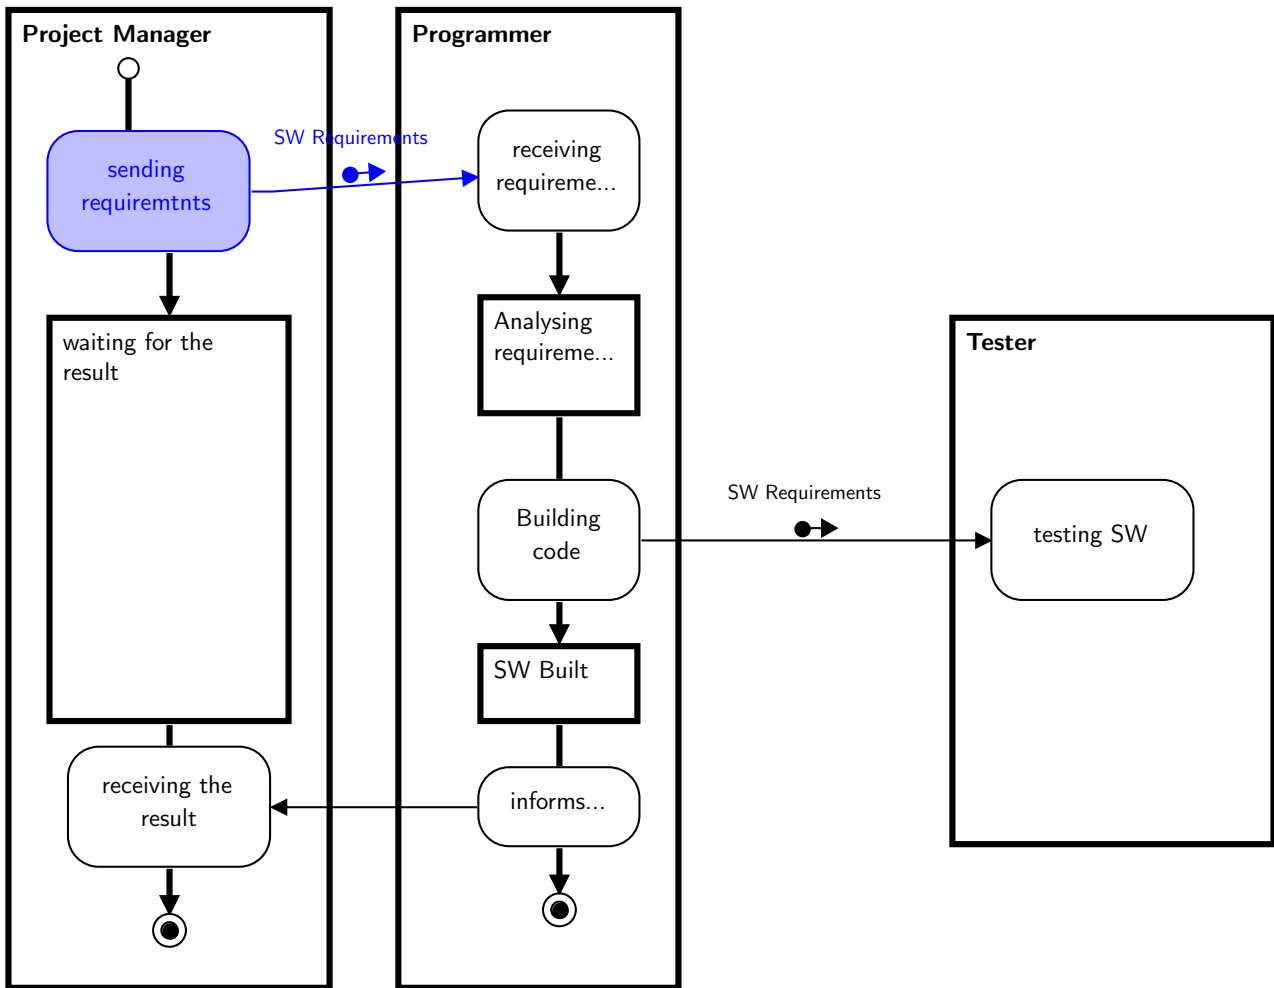 Project Manager
Programmer
SW Requirements
sending
requiremtnts
receiving
requireme...
waiting for the
result
Analysing
requireme...
Tester
SW Requirements
Building
code
testing SW
SW Built
receiving the
result
informs...